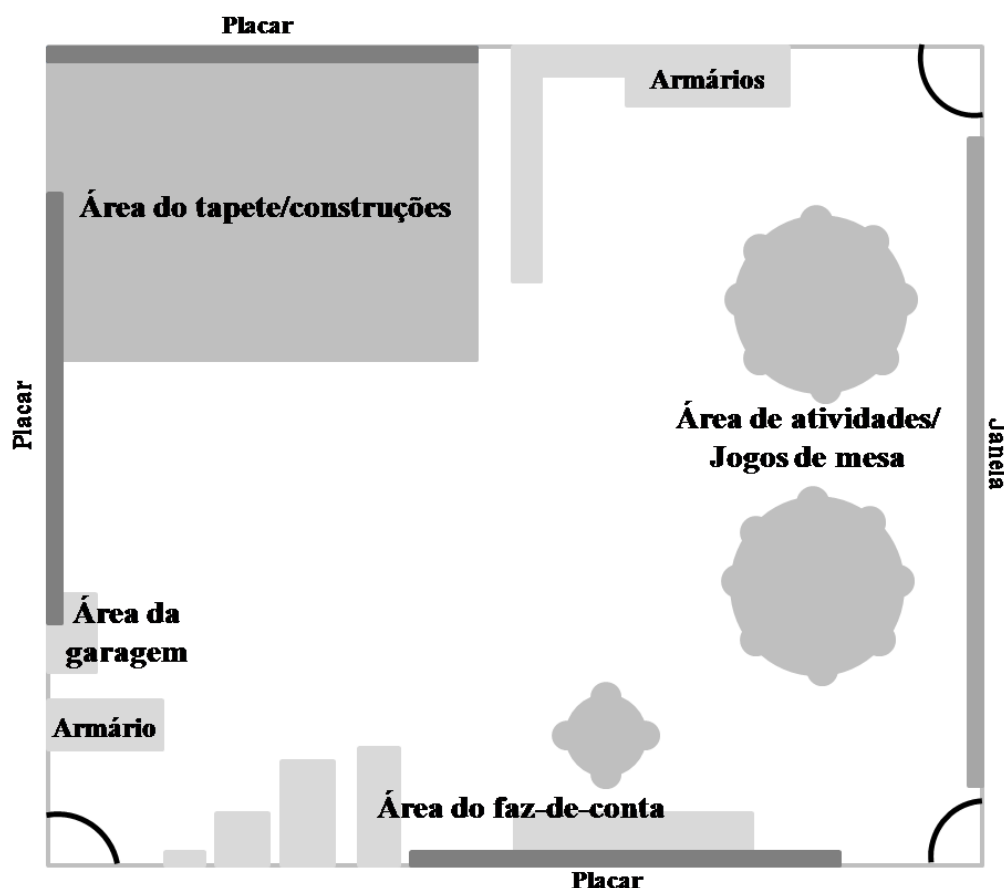 Placar
Armários
Área do tapete/construções
Placar
Área de atividades/
Jogos de mesa
Janela
Área da
garagem
Armário
Área do faz-de-conta
Placar